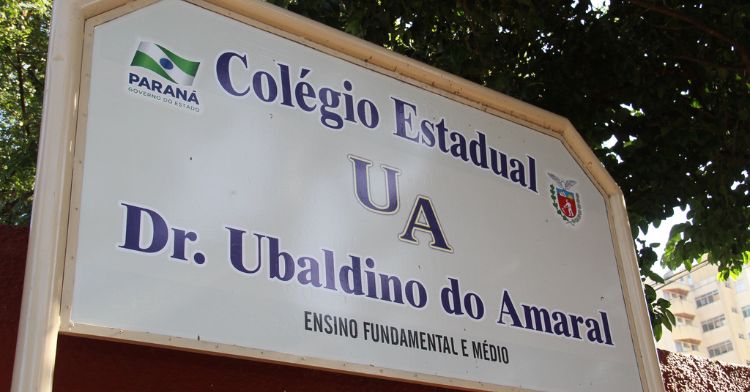 PARANÁ
GOVERNO DO ESTADO
Colégio Estadual
UA
Dr. Ubaldino do Amaral
ENSINO FUNDAMENTAL E MÉDIO